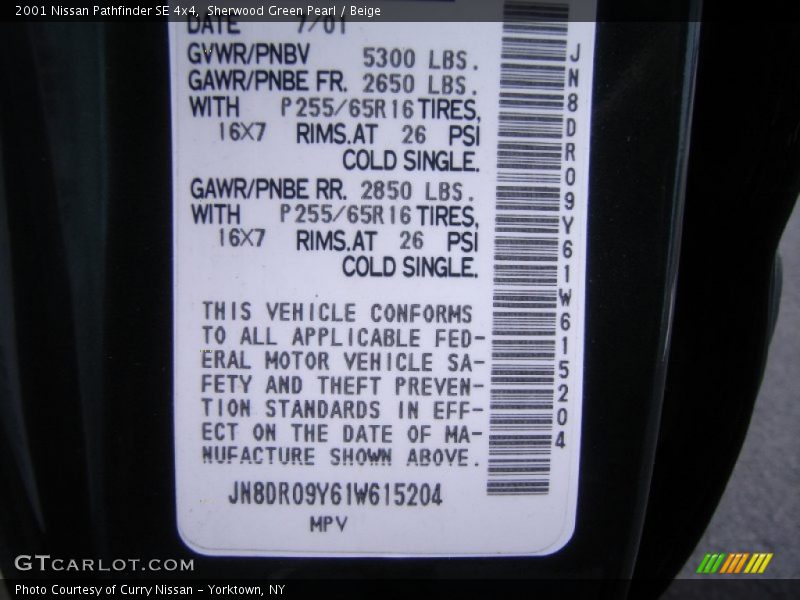 2001 Nissan Pathfinder SE 4x4, Sherwood Green Pearl / Beige
DATE 7/01
GVWR/PNBV 5300 LBS.
GAWR/PNBE FR. 2650 LBS.
WITH P255/65R16 TIRES,
16X7 RIMS.AT 26 PSI
COLD SINGLE.
GAWR/PNBE RR. 2850 LBS.
WITH P255/65R16 TIRES,
16X7 RIMS.AT 26 PSI
COLD SINGLE.
THIS VEHICLE CONFORMS
TO ALL APPLICABLE FED-
ERAL MOTOR VEHICLE SA-
FETY AND THEFT PREVEN-
TION STANDARDS IN EFF-
ECT ON THE DATE OF MA-
NUFACTURE SHOWN ABOVE.
JN8DR09Y61W615204
MPV
JN8DR09Y61W615204
GTCARLOT.COM
Photo Courtesy of Curry Nissan - Yorktown, NY